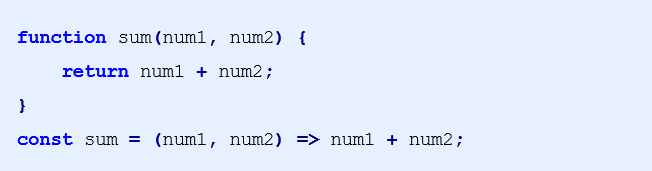 function sum(num1, num2) {
    return num1 + num2;
}
const sum = (num1, num2) => num1 + num2;